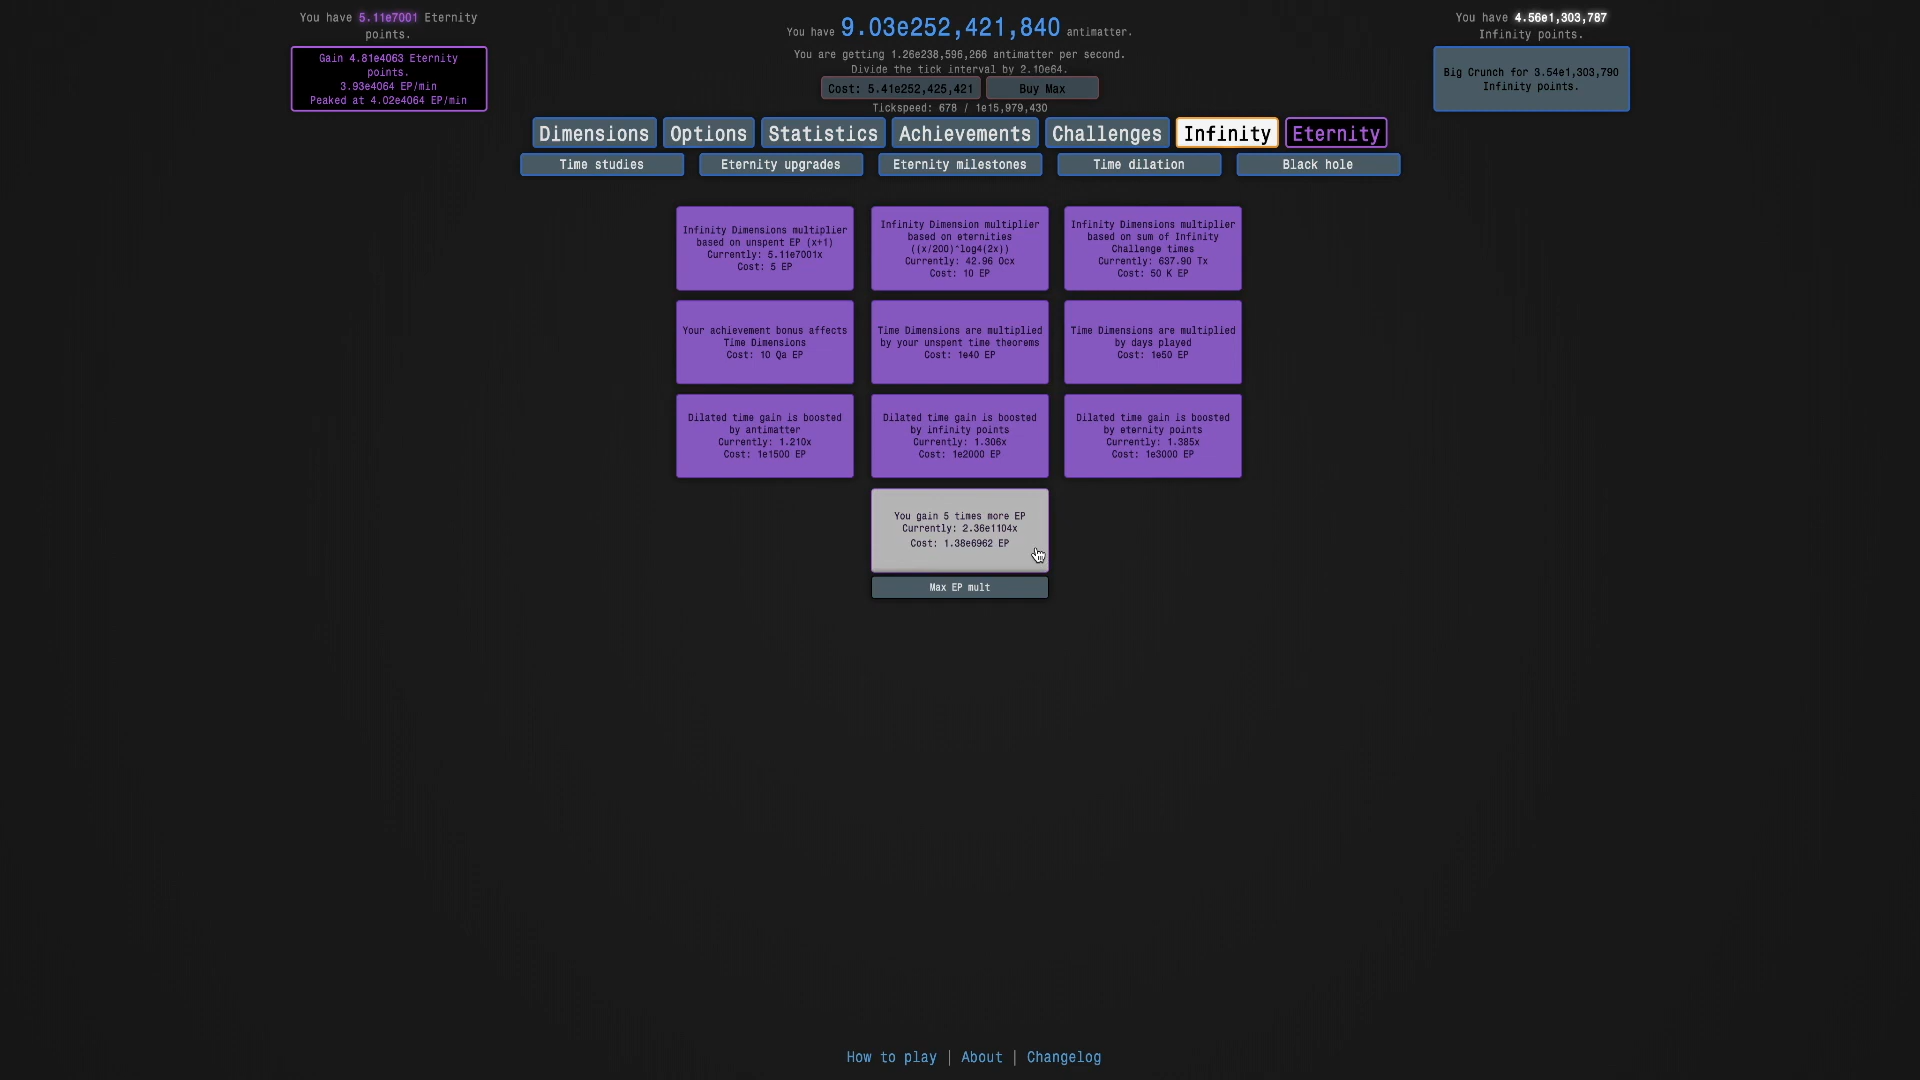 You have 5.11e7001 Eternity
points.
Gain 4.81e4063 Eternity
points.
3.93e4064 EP/min
Peaked at 4.02e4064 EP/min
You have 9.03e252,421,840 antimatter.
You are getting 1.26e238,596,266 antimatter per second.
Divide the tick interval by 2.10e64.
Cost: 5.41e252,425,421
Buy Max
Tickspeed: 678 / 1e15,979,430
You have 4.56e1,303,787
Infinity points.
Big Crunch for 3.54e1,303,790
Infinity points.
Dimensions
Options
Statistics
Achievements
Challenges
Infinity
Eternity
Time studies
Eternity upgrades
Eternity milestones
Time dilation
Black hole
Infinity Dimensions multiplier
based on unspent EP (x+1)
Currently: 5.11e7001x
Cost: 5 EP
Infinity Dimension multiplier
based on eternities
((x/200)^log4(2x))
Currently: 42.96 Ocx
Cost: 10 EP
Infinity Dimensions multiplier
based on sum of Infinity
Challenge times
Currently: 637.90 Tx
Cost: 50 K EP
Your achievement bonus affects
Time Dimensions
Cost: 10 Qa EP
Time Dimensions are multiplied
by your unspent time theorems
Cost: 1e40 EP
Time Dimensions are multiplied
by days played
Cost: 1e50 EP
Dilated time gain is boosted
by antimatter
Currently: 1.210x
Cost: 1e1500 EP
Dilated time gain is boosted
by infinity points
Currently: 1.306x
Cost: 1e2000 EP
Dilated time gain is boosted
by eternity points
Currently: 1.385x
Cost: 1e3000 EP
You gain 5 times more EP
Currently: 2.36e1104x
Cost: 1.38e6962 EP
Max EP mult
How to play | About | Changelog